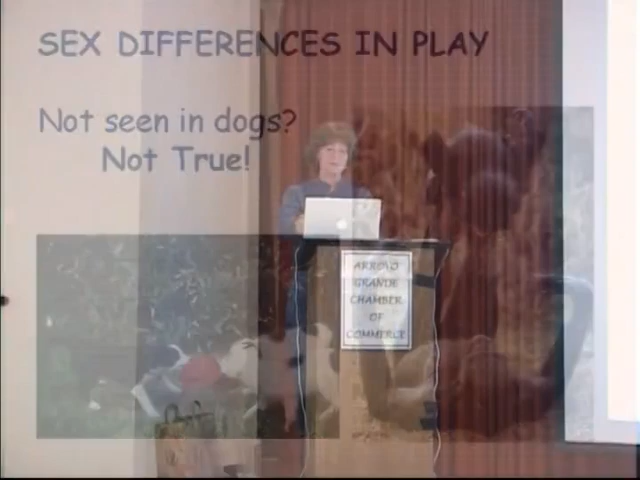 SEX DIFFERENCES IN PLAY
Not seen in dogs?
Not True!
ARROYO
GRANDE
CHAMBER
OF
COMMERCE